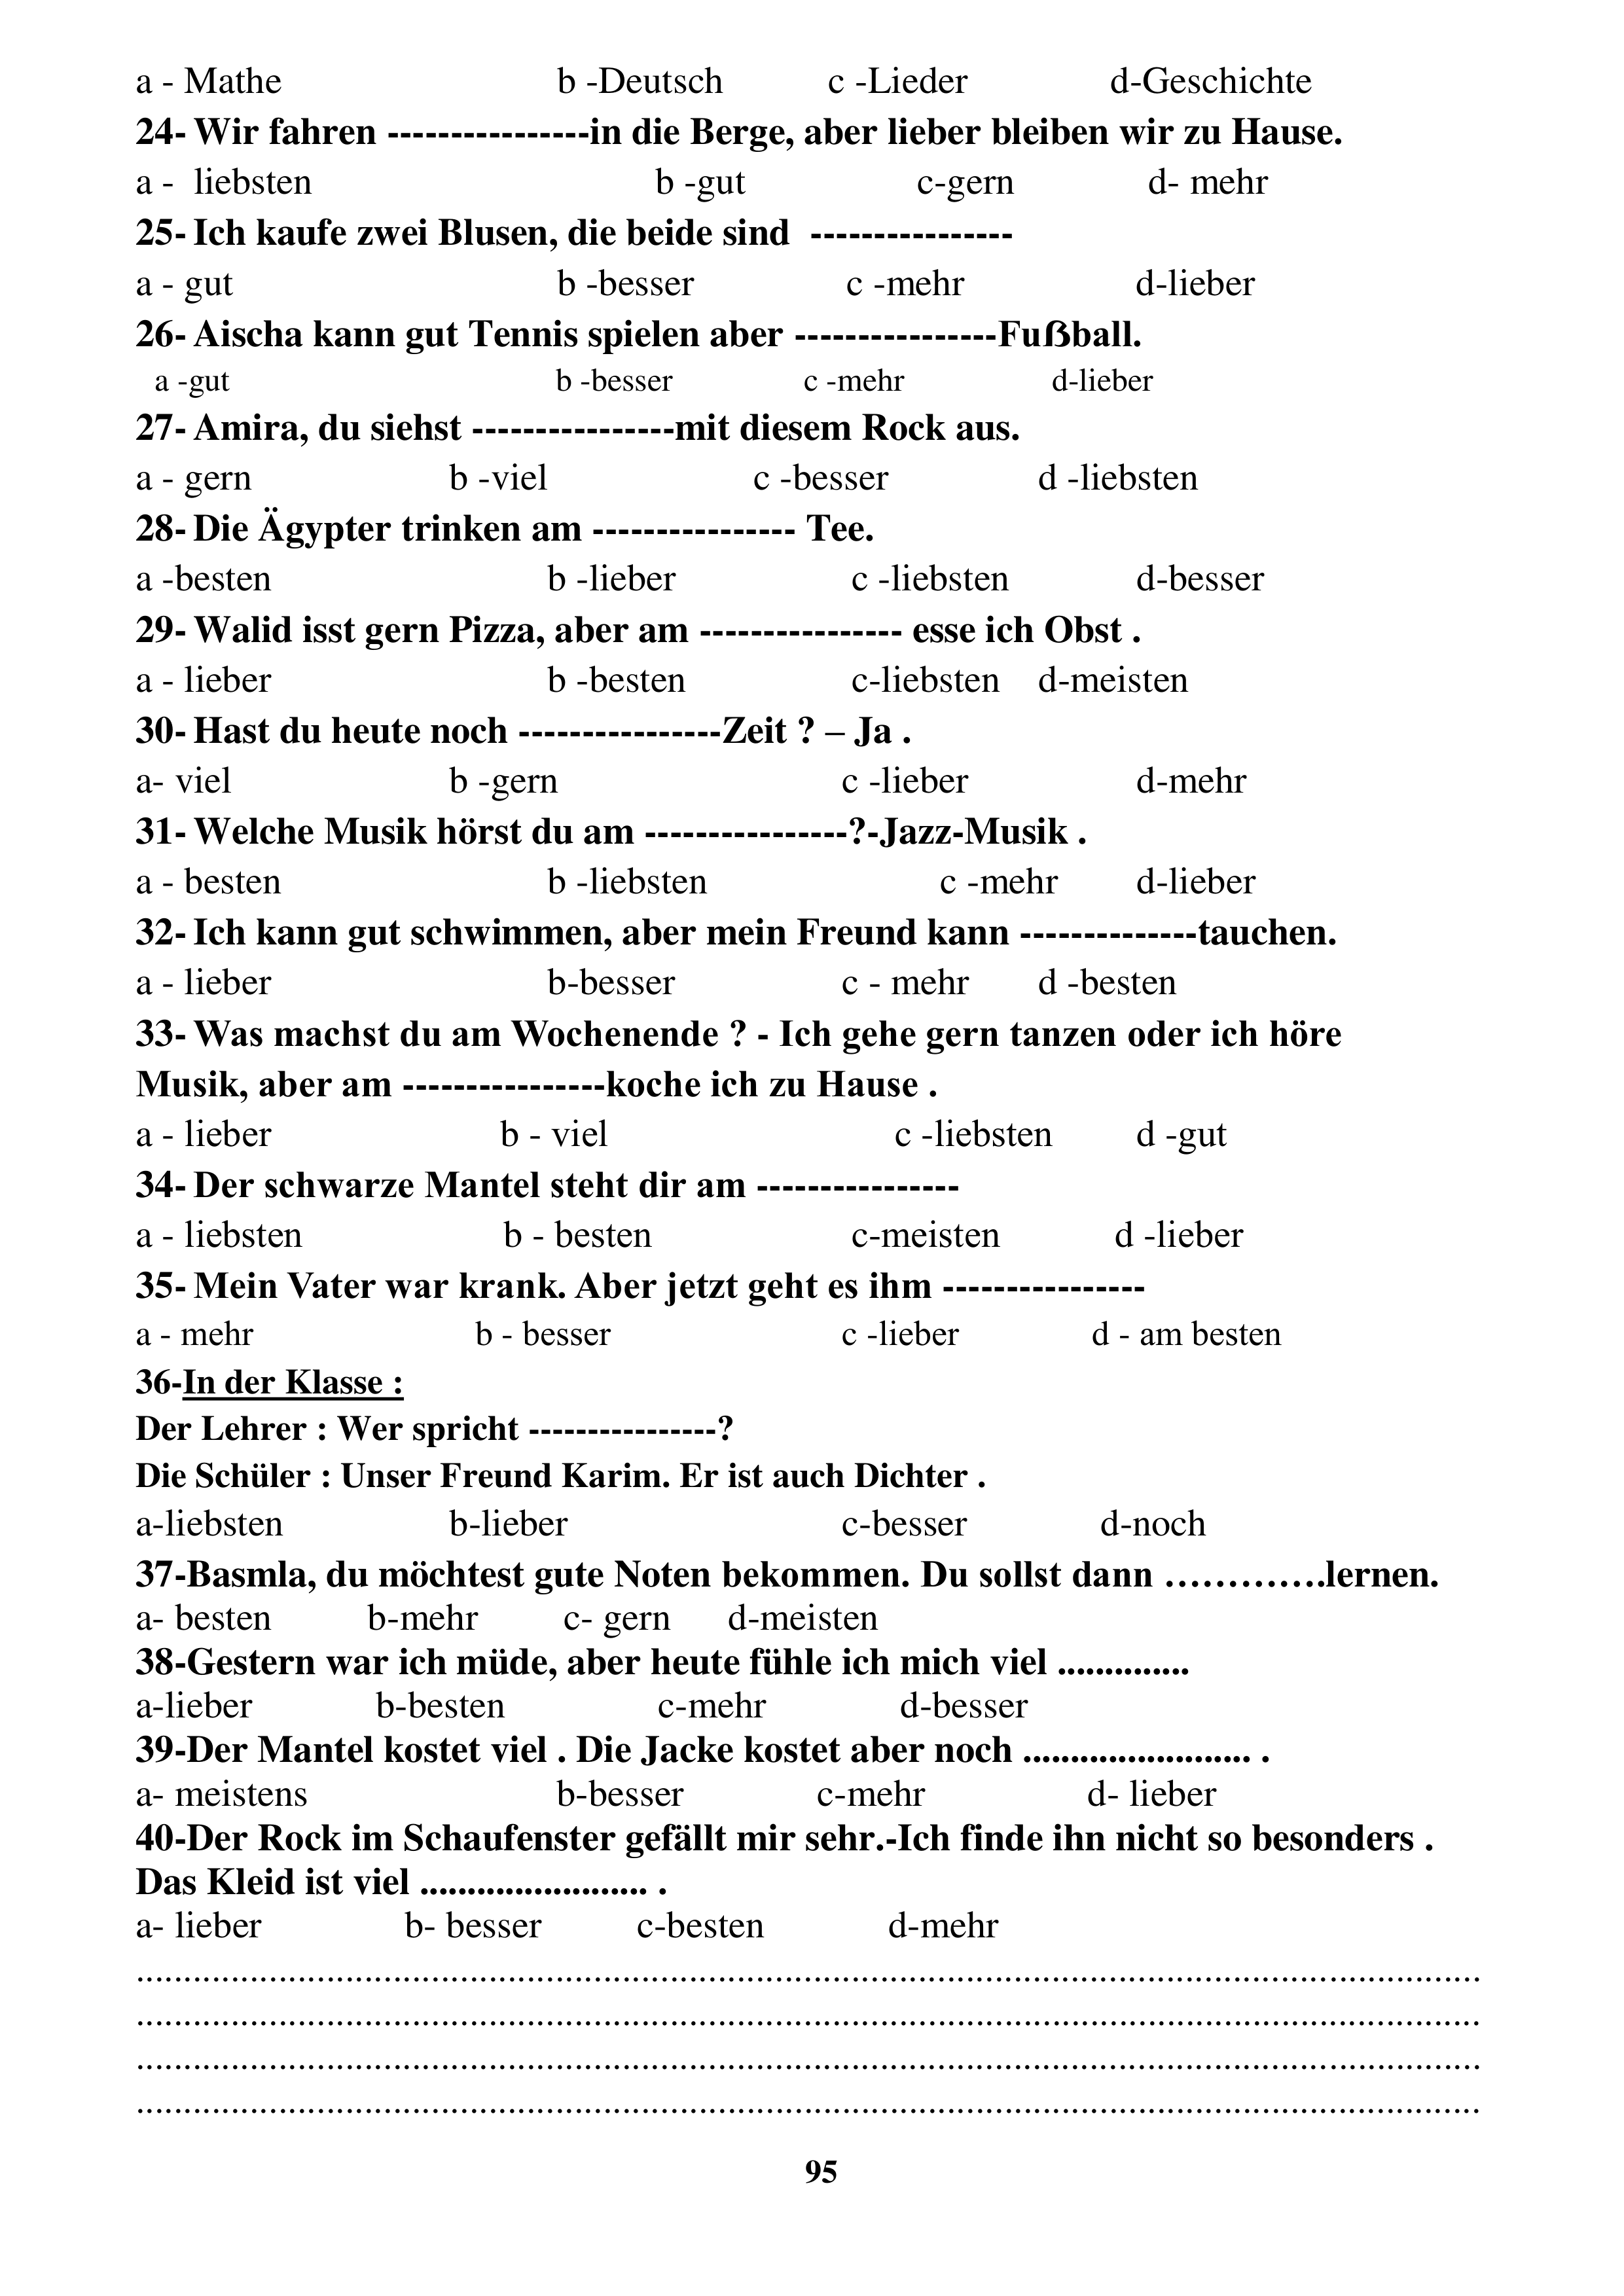 a - Mathe b -Deutsch c -Lieder d-Geschichte
24- Wir fahren ----------------in die Berge, aber lieber bleiben wir zu Hause.
a - liebsten b -gut c-gern d- mehr
25- Ich kaufe zwei Blusen, die beide sind ----------------
a - gut b -besser c -mehr d-lieber
26- Aischa kann gut Tennis spielen aber ----------------Fußball.
a -gut b -besser c -mehr d-lieber
27- Amira, du siehst ----------------mit diesem Rock aus.
a - gern b -viel c -besser d -liebsten
28- Die Ägypter trinken am ---------------- Tee.
a -besten b -lieber c -liebsten d-besser
29- Walid isst gern Pizza, aber am ---------------- esse ich Obst .
a - lieber b -besten c-liebsten d-meisten
30- Hast du heute noch ----------------Zeit ? – Ja .
a- viel b -gern c -lieber d-mehr
31- Welche Musik hörst du am ----------------?-Jazz-Musik .
a - besten b -liebsten c -mehr d-lieber
32- Ich kann gut schwimmen, aber mein Freund kann --------------tauchen.
a - lieber b-besser c - mehr d -besten
33- Was machst du am Wochenende ? - Ich gehe gern tanzen oder ich höre
Musik, aber am ----------------koche ich zu Hause .
a - lieber b - viel c -liebsten d -gut
34- Der schwarze Mantel steht dir am ----------------
a - liebsten b - besten c-meisten d -lieber
35- Mein Vater war krank. Aber jetzt geht es ihm ----------------
a - mehr b - besser c -lieber d - am besten
36-In der Klasse :
Der Lehrer : Wer spricht ----------------?
Die Schüler : Unser Freund Karim. Er ist auch Dichter .
a-liebsten b-lieber c-besser d-noch
37-Basmla, du möchtest gute Noten bekommen. Du sollst dann ………….lernen.
a- besten b-mehr c- gern d-meisten
38-Gestern war ich müde, aber heute fühle ich mich viel ..............
a-lieber b-besten c-mehr d-besser
39-Der Mantel kostet viel . Die Jacke kostet aber noch ........................ .
a- meistens b-besser c-mehr d- lieber
40-Der Rock im Schaufenster gefällt mir sehr.-Ich finde ihn nicht so besonders .
Das Kleid ist viel ........................ .
a- lieber b- besser c-besten d-mehr
..............................................................................................................................................
..............................................................................................................................................
..............................................................................................................................................
..............................................................................................................................................
95